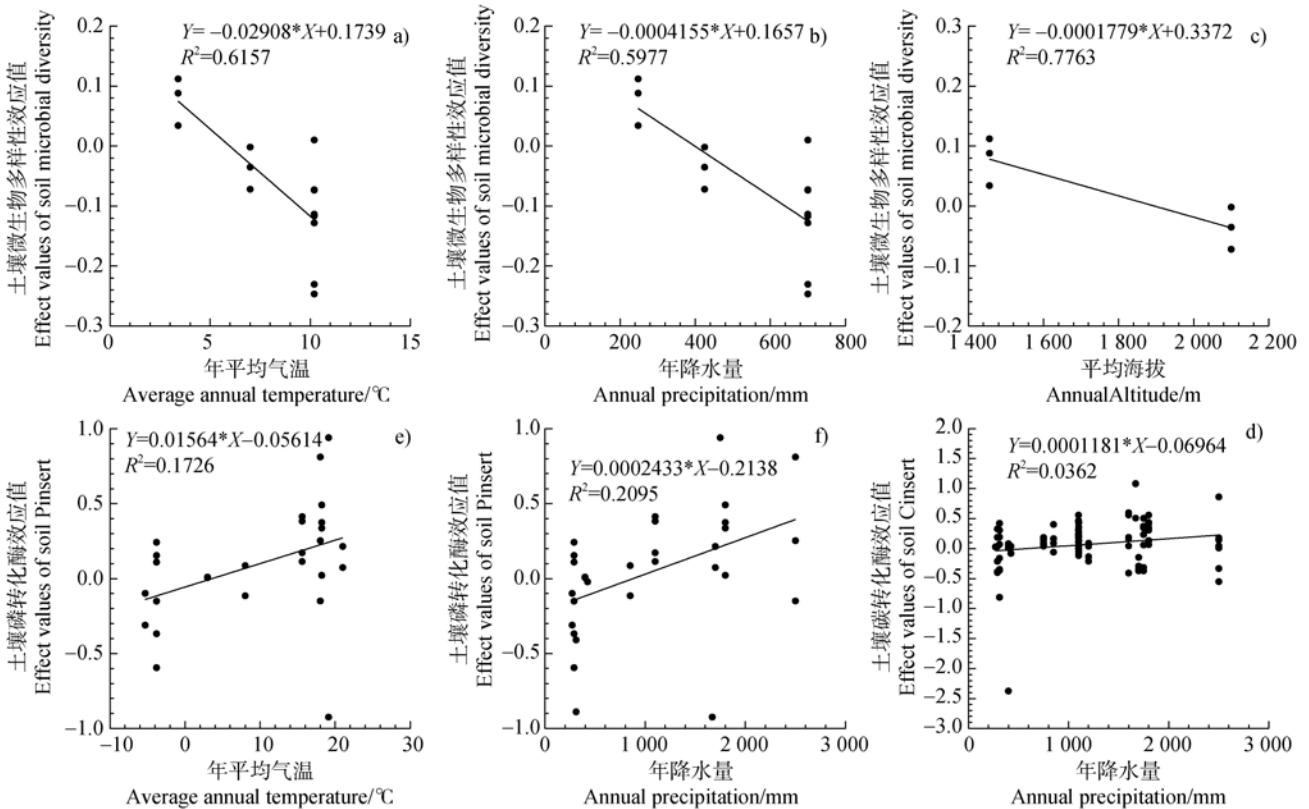 Y= −0.02908*X+0.1739
R²=0.6157
a)
0.2
0.1
0.0
−0.1
−0.2
−0.3
0
5
10
15
土壤微生物多样性效应值
Effect values of soil microbial diversity
年平均气温
Average annual temperature/℃
Y= −0.0004155*X+0.1657
R²=0.5977
b)
0.2
0.1
0.0
−0.1
−0.2
−0.3
0
200
400
600
800
土壤微生物多样性效应值
Effect values of soil microbial diversity
年降水量
Annual precipitation/mm
Y= −0.0001779*X+0.3372
R²=0.7763
c)
0.3
0.2
0.1
0.0
−0.1
−0.2
1 400
1 600
1 800
2 000
2 200
土壤微生物多样性效应值
Effect values of soil microbial diversity
平均海拔
AnnualAltitude/m
Y=0.01564*X−0.05614
R²=0.1726
e)
1.0
0.5
0.0
−0.5
−1.0
−10
0
10
20
30
土壤磷转化酶效应值
Effect values of soil Pinsert
年平均气温
Average annual temperature/℃
Y=0.0002433*X−0.2138
R²=0.2095
f)
1.0
0.5
0.0
−0.5
−1.0
0
1 000
2 000
3 000
土壤磷转化酶效应值
Effect values of soil Pinsert
年降水量
Annual precipitation/mm
Y=0.0001181*X−0.06964
R²=0.0362
d)
2.0
1.5
1.0
0.5
0.0
−0.5
−1.0
−1.5
−2.0
−2.5
−3.0
0
1 000
2 000
3 000
土壤碳转化酶效应值
Effect values of soil Cinsert
年降水量
Annual precipitation/mm